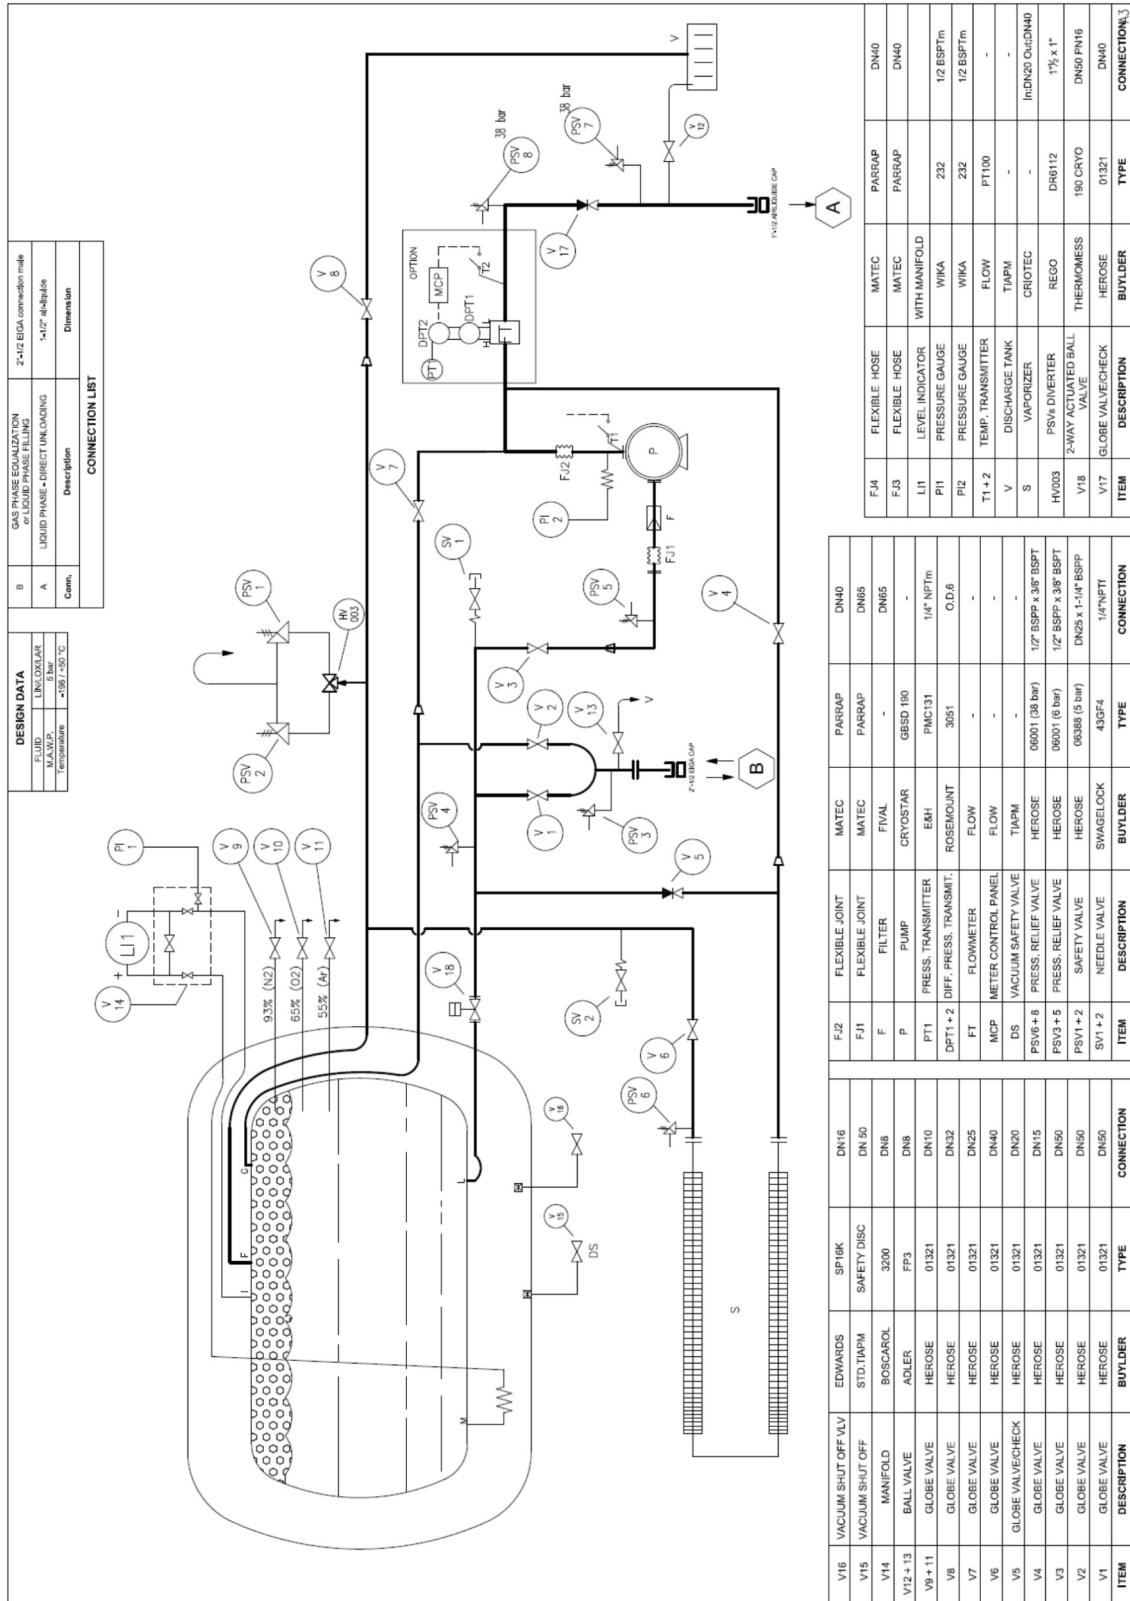 DESIGN DATA
FLUID LIN/LOX/LAR
M.A.W.P. 5 bar
Temperature -196 / +50 °C
B GAS PHASE EQUALIZATION or LIQUID PHASE FILLING 2"-1/2 EIGA connection male
A LIQUID PHASE - DIRECT UNLOADING 1"-1/2" air-liquide
Conn. Description Dimension
CONNECTION LIST
PI 1
V 9
V 10
V 11
93% (N2)
65% (O2)
55% (Ar)
+ LI1 -
V 14
PSV 2
PSV 1
HV 003
V 8
V
V 7
OPTION
PT1
DPT2
DPT1
MCP
T2
H
L
T
PSV 8
38 bar
PSV 7
38 bar
V 12
V 17
1"1/2 AIRLIQUIDE CAP
A
SV 1
PI 2
FJ2
T1
P
F
FJ1
PSV 5
V 3
V 4
V 2
V 13
V
V 1
PSV 3
PSV 4
2"-1/2 EIGA CAP
B
V 5
V 18
SV 2
V 6
PSV 6
V 16
V 15
DS
S
I
F
G
L
M
V16 VACUUM SHUT OFF VLV EDWARDS SP16K DN16
V15 VACUUM SHUT OFF STD.TIAPM SAFETY DISC DN 50
V14 MANIFOLD BOSCAROL 3200 DN8
V12 ÷ 13 BALL VALVE ADLER FP3 DN8
V9 ÷ 11 GLOBE VALVE HEROSE 01321 DN10
V8 GLOBE VALVE HEROSE 01321 DN32
V7 GLOBE VALVE HEROSE 01321 DN25
V6 GLOBE VALVE HEROSE 01321 DN40
V5 GLOBE VALVE/CHECK HEROSE 01321 DN20
V4 GLOBE VALVE HEROSE 01321 DN15
V3 GLOBE VALVE HEROSE 01321 DN50
V2 GLOBE VALVE HEROSE 01321 DN50
V1 GLOBE VALVE HEROSE 01321 DN50
ITEM DESCRIPTION BUYLDER TYPE CONNECTION
FJ2 FLEXIBLE JOINT MATEC PARRAP DN40
FJ1 FLEXIBLE JOINT MATEC PARRAP DN65
F FILTER FIVAL - DN65
P PUMP CRYOSTAR GBSD 190 -
PT1 PRESS. TRANSMITTER E&H PMC131 1/4" NPTm
DPT1 + 2 DIFF. PRESS. TRANSMIT. ROSEMOUNT 3051 O.D.6
FT FLOWMETER FLOW - -
MCP METER CONTROL PANEL FLOW - -
DS VACUUM SAFETY VALVE TIAPM - -
PSV6 ÷ 8 PRESS. RELIEF VALVE HEROSE 06001 (38 bar) 1/2" BSPP x 3/8" BSPT
PSV3 ÷ 5 PRESS. RELIEF VALVE HEROSE 06001 (6 bar) 1/2" BSPP x 3/8" BSPT
PSV1 + 2 SAFETY VALVE HEROSE 06388 (5 bar) DN25 x 1-1/4" BSPP
SV1 + 2 NEEDLE VALVE SWAGELOCK 43GF4 1/4"NPTf
ITEM DESCRIPTION BUYLDER TYPE CONNECTION
FJ4 FLEXIBLE HOSE MATEC PARRAP DN40
FJ3 FLEXIBLE HOSE MATEC PARRAP DN40
LI1 LEVEL INDICATOR WITH MANIFOLD
PI1 PRESSURE GAUGE WIKA 232 1/2 BSPTm
PI2 PRESSURE GAUGE WIKA 232 1/2 BSPTm
T1 + 2 TEMP. TRANSMITTER FLOW PT100 -
V DISCHARGE TANK TIAPM - -
S VAPORIZER CRIOTEC - In:DN20 Out:DN40
HV003 PSVs DIVERTER REGO DR6112 1"½ x 1"
V18 2-WAY ACTUATED BALL VALVE THERMOMESS 190 CRYO DN50 PN16
V17 GLOBE VALVE/CHECK HEROSE 01321 DN40
ITEM DESCRIPTION BUYLDER TYPE CONNECTION
A3